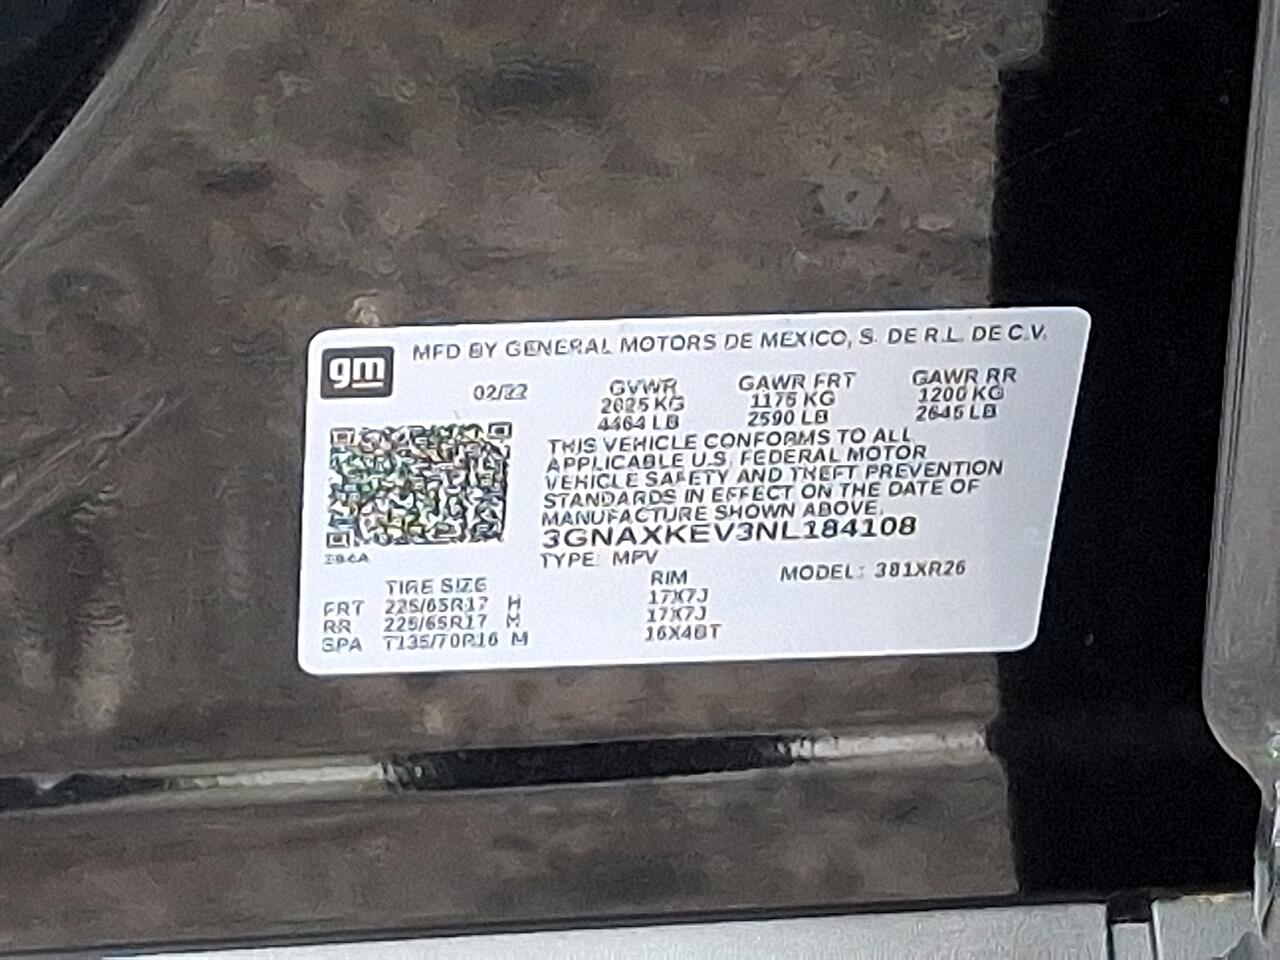 gm
MFD BY GENERAL MOTORS DE MEXICO, S. DE R.L. DE C.V.
02/22 GVWR GAWR FRT GAWR RR
2025 KG 1175 KG 1200 KG
4464 LB 2590 LB 2645 LB
THIS VEHICLE CONFORMS TO ALL
APPLICABLE U.S. FEDERAL MOTOR
VEHICLE SAFETY AND THEFT PREVENTION
STANDARDS IN EFFECT ON THE DATE OF
MANUFACTURE SHOWN ABOVE.
3GNAXKEV3NL184108
TYPE: MPV MODEL: 381XR26
TIRE SIZE RIM
FRT 225/65R17 H 17X7J
RR 225/65R17 H 17X7J
SPA T135/70R16 M 16X4BT